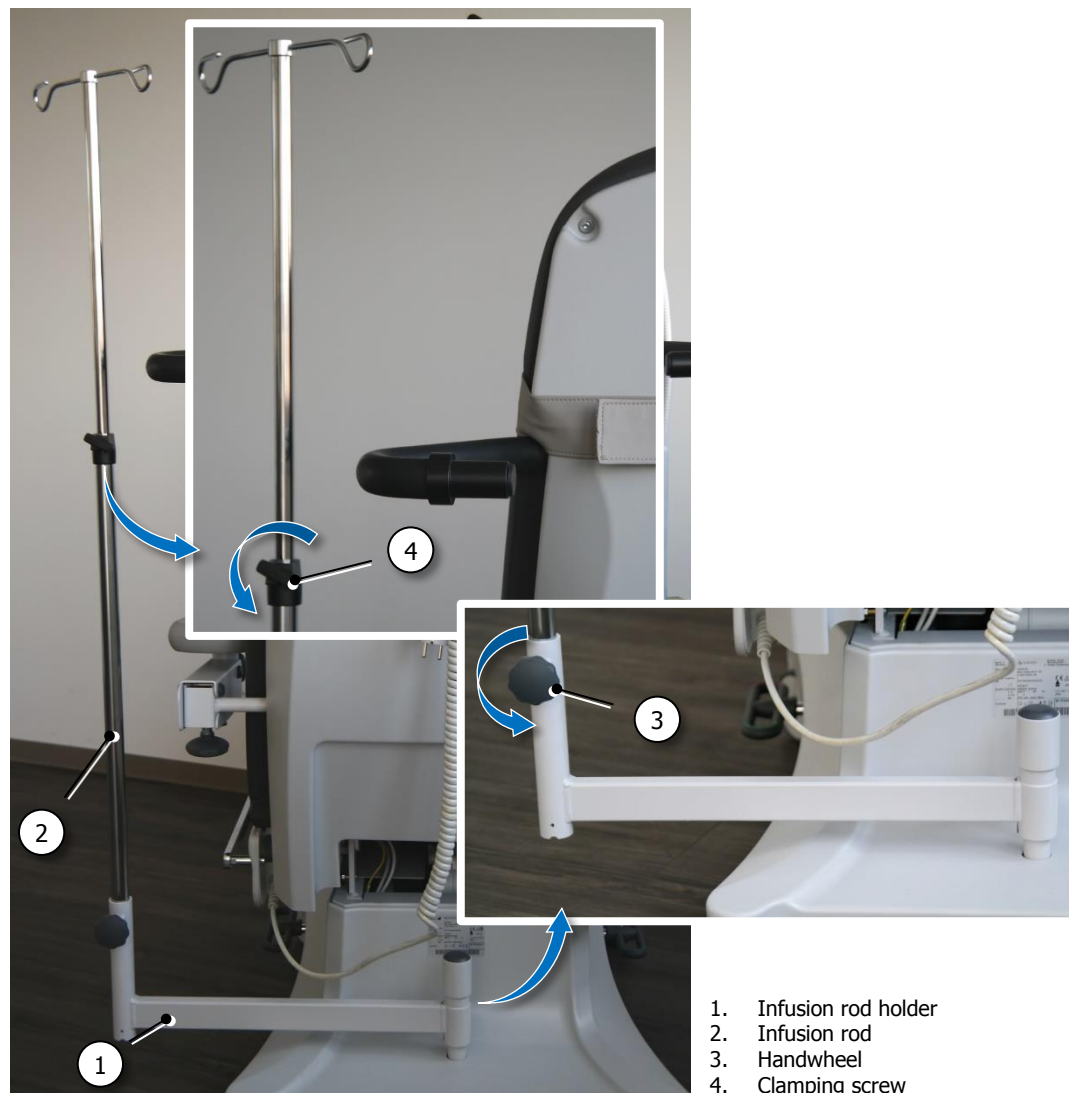 4
3
2
1
1. Infusion rod holder
2. Infusion rod
3. Handwheel
4. Clamping screw